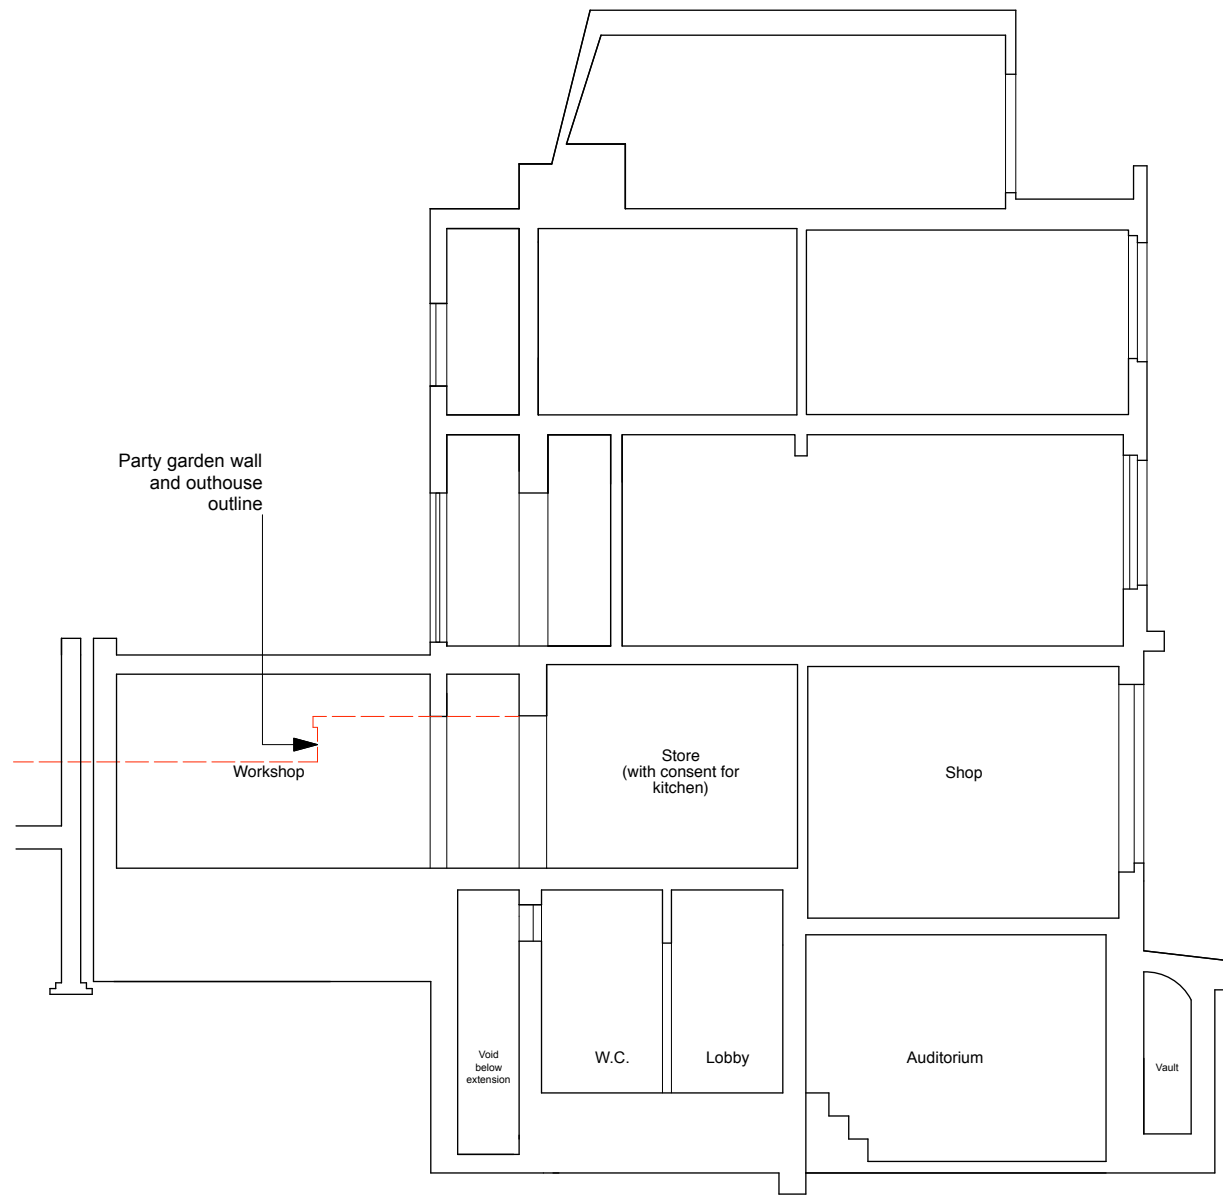 Party garden wall
and outhouse
outline
Workshop
Store
(with consent for
kitchen)
Shop
Void
below
extension
W.C.
Lobby
Auditorium
Vault